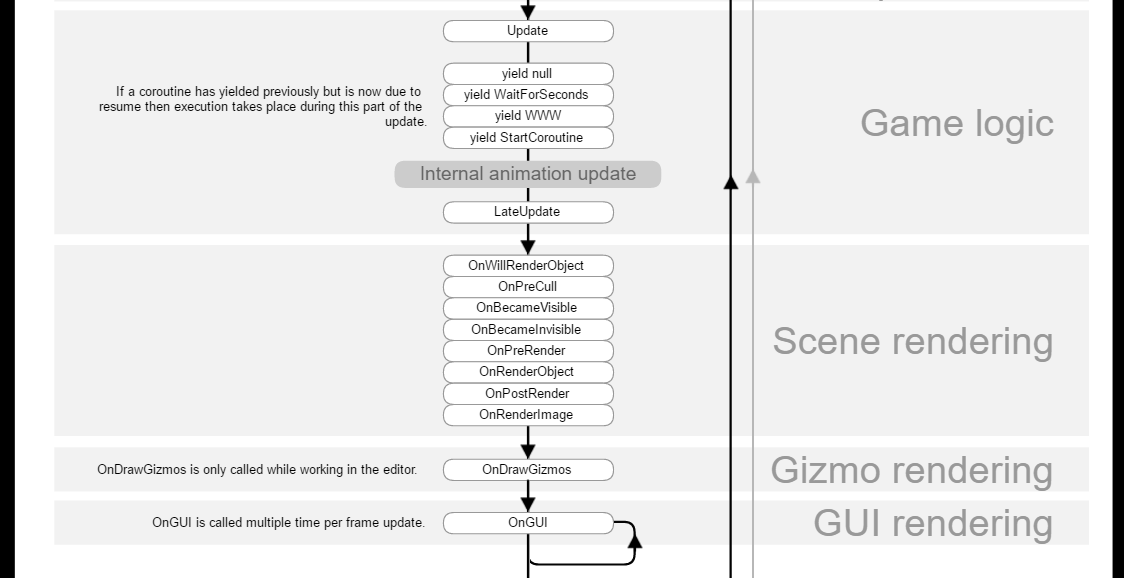 Update
yield null
If a coroutine has yielded previously but is now due to
resume then execution takes place during this part of the
update.
yield WaitForSeconds
yield WWW
yield StartCoroutine
Game logic
Internal animation update
LateUpdate
OnWillRenderObject
OnPreCull
OnBecameVisible
OnBecameInvisible
OnPreRender
OnRenderObject
OnPostRender
OnRenderImage
Scene rendering
OnDrawGizmos is only called while working in the editor.
OnDrawGizmos
Gizmo rendering
OnGUI is called multiple time per frame update.
OnGUI
GUI rendering